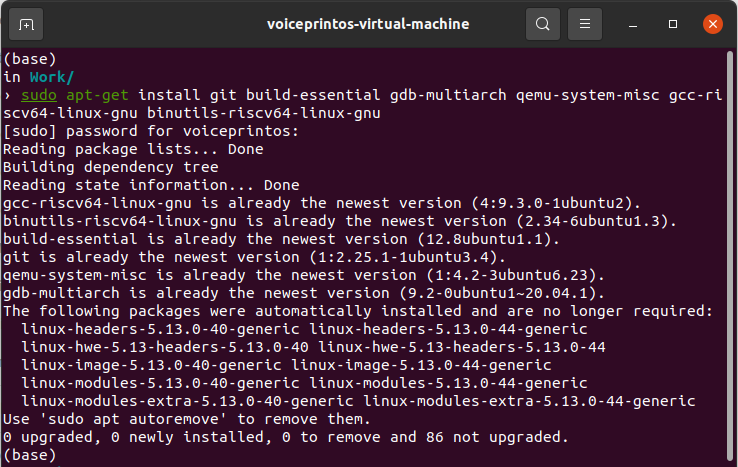 voiceprintos-virtual-machine
(base)
in Work/
› sudo apt-get install git build-essential gdb-multiarch qemu-system-misc gcc-ri
scv64-linux-gnu binutils-riscv64-linux-gnu
[sudo] password for voiceprintos:
Reading package lists... Done
Building dependency tree
Reading state information... Done
gcc-riscv64-linux-gnu is already the newest version (4:9.3.0-1ubuntu2).
binutils-riscv64-linux-gnu is already the newest version (2.34-6ubuntu1.3).
build-essential is already the newest version (12.8ubuntu1.1).
git is already the newest version (1:2.25.1-1ubuntu3.4).
qemu-system-misc is already the newest version (1:4.2-3ubuntu6.23).
gdb-multiarch is already the newest version (9.2-0ubuntu1~20.04.1).
The following packages were automatically installed and are no longer required:
  linux-headers-5.13.0-40-generic linux-headers-5.13.0-44-generic
  linux-hwe-5.13-headers-5.13.0-40 linux-hwe-5.13-headers-5.13.0-44
  linux-image-5.13.0-40-generic linux-image-5.13.0-44-generic
  linux-modules-5.13.0-40-generic linux-modules-5.13.0-44-generic
  linux-modules-extra-5.13.0-40-generic linux-modules-extra-5.13.0-44-generic
Use 'sudo apt autoremove' to remove them.
0 upgraded, 0 newly installed, 0 to remove and 86 not upgraded.
(base)